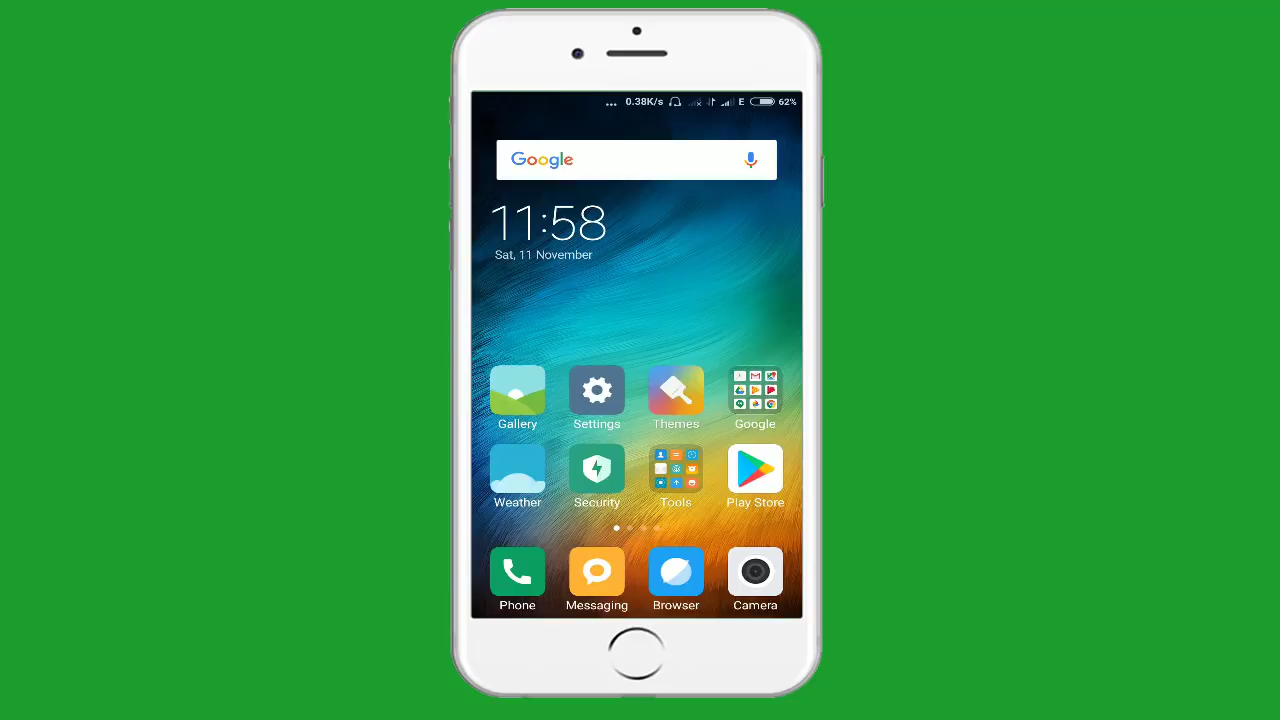 ... 0.38K/s E 62%
Google
11:58
Sat, 11 November
Gallery Settings Themes Google
Weather Security Tools Play Store
Phone Messaging Browser Camera